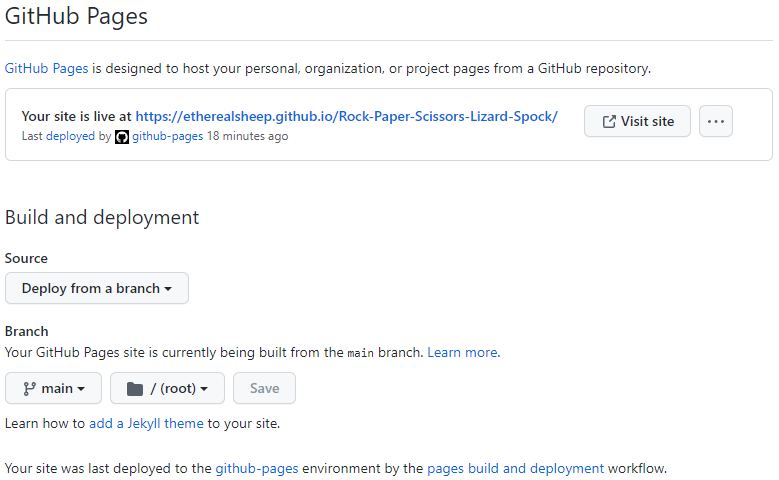 GitHub Pages
GitHub Pages is designed to host your personal, organization, or project pages from a GitHub repository.
Your site is live at https://etherealsheep.github.io/Rock-Paper-Scissors-Lizard-Spock/
Visit site
Last deployed by github-pages 18 minutes ago
Build and deployment
Source
Deploy from a branch
Branch
Your GitHub Pages site is currently being built from the main branch. Learn more.
main / (root) Save
Learn how to add a Jekyll theme to your site.
Your site was last deployed to the github-pages environment by the pages build and deployment workflow.